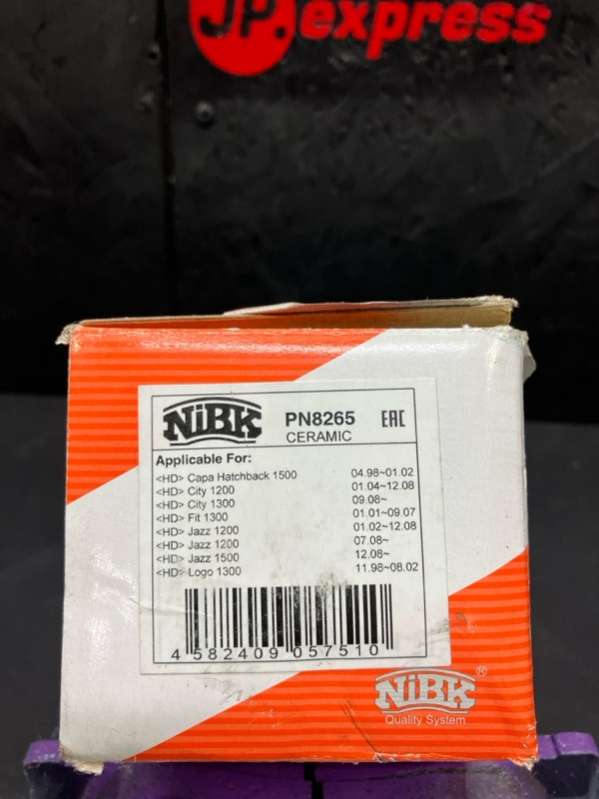 JP.express
NiBK
PN8265
CERAMIC
EAC
Applicable For:
<HD> Capa Hatchback 1500 04.98~01.02
<HD> City 1200 01.04~12.08
<HD> City 1300 09.08~
<HD> Fit 1300 01.01~09.07
<HD> Jazz 1200 01.02~12.08
<HD> Jazz 1200 07.08~
<HD> Jazz 1500 12.08~
<HD> Logo 1300 11.98~08.02
4 582409 057510
NiBK®
Quality System